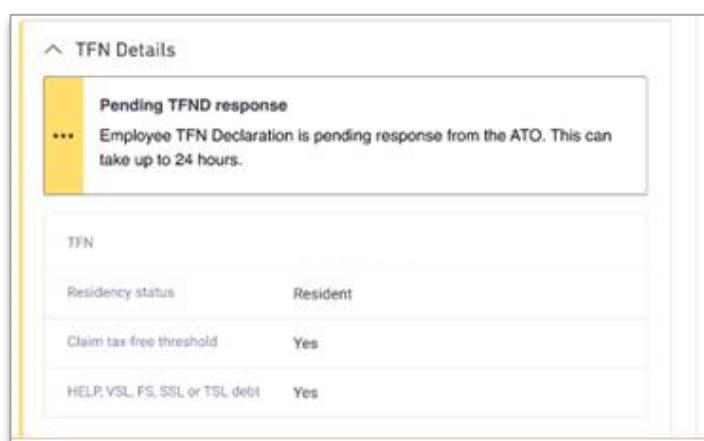 TFN Details
Pending TFND response
Employee TFN Declaration is pending response from the ATO. This can
take up to 24 hours.
TFN
Residency status Resident
Claim tax-free threshold Yes
HELP, VSL, FS, SSL or TSL debt Yes